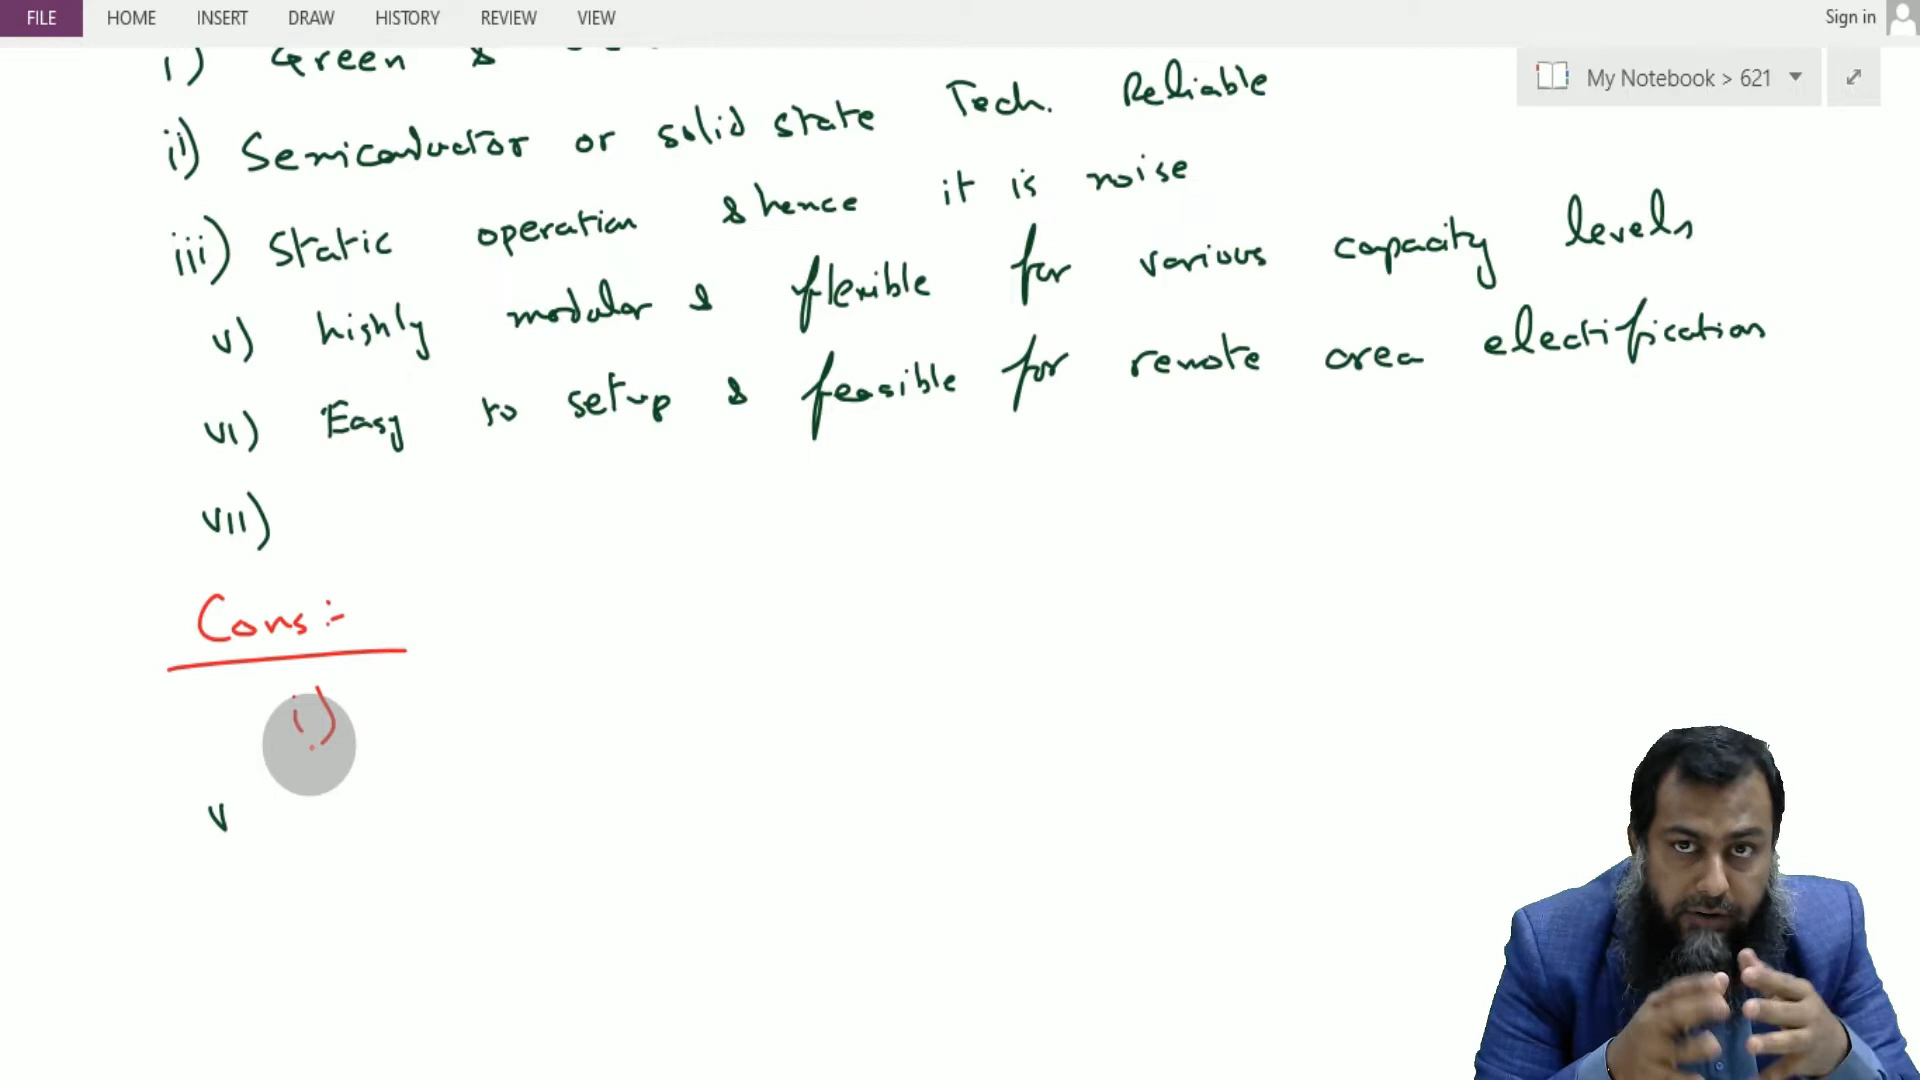 FILE HOME INSERT DRAW HISTORY REVIEW VIEW Sign in
My Notebook > 621
i) Green &
ii) Semiconductor or solid state Tech. Reliable
iii) Static operation & hence it is noise
v) highly modular & flexible for various capacity levels
vi) Easy to setup & feasible for remote area electification
vii)
Cons :-
i)
v